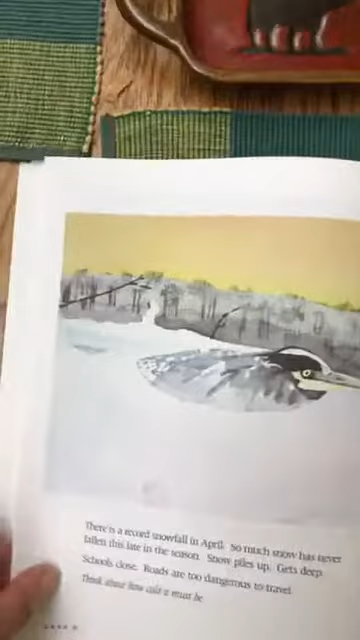 There is a record snowfall in April. So much snow has never
fallen this late in the season. Snow piles up. Gets deep.
Schools close. Roads are too dangerous to travel.
Think about how cold it must be.